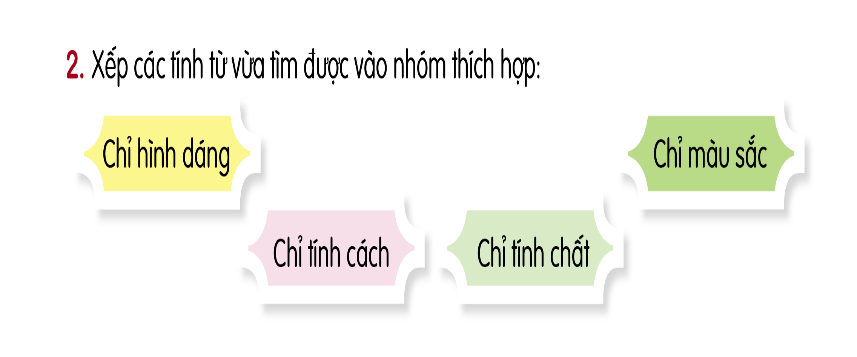 2. Xếp các tính từ vừa tìm được vào nhóm thích hợp:
Chỉ hình dáng
Chỉ màu sắc
Chỉ tính cách
Chỉ tính chất